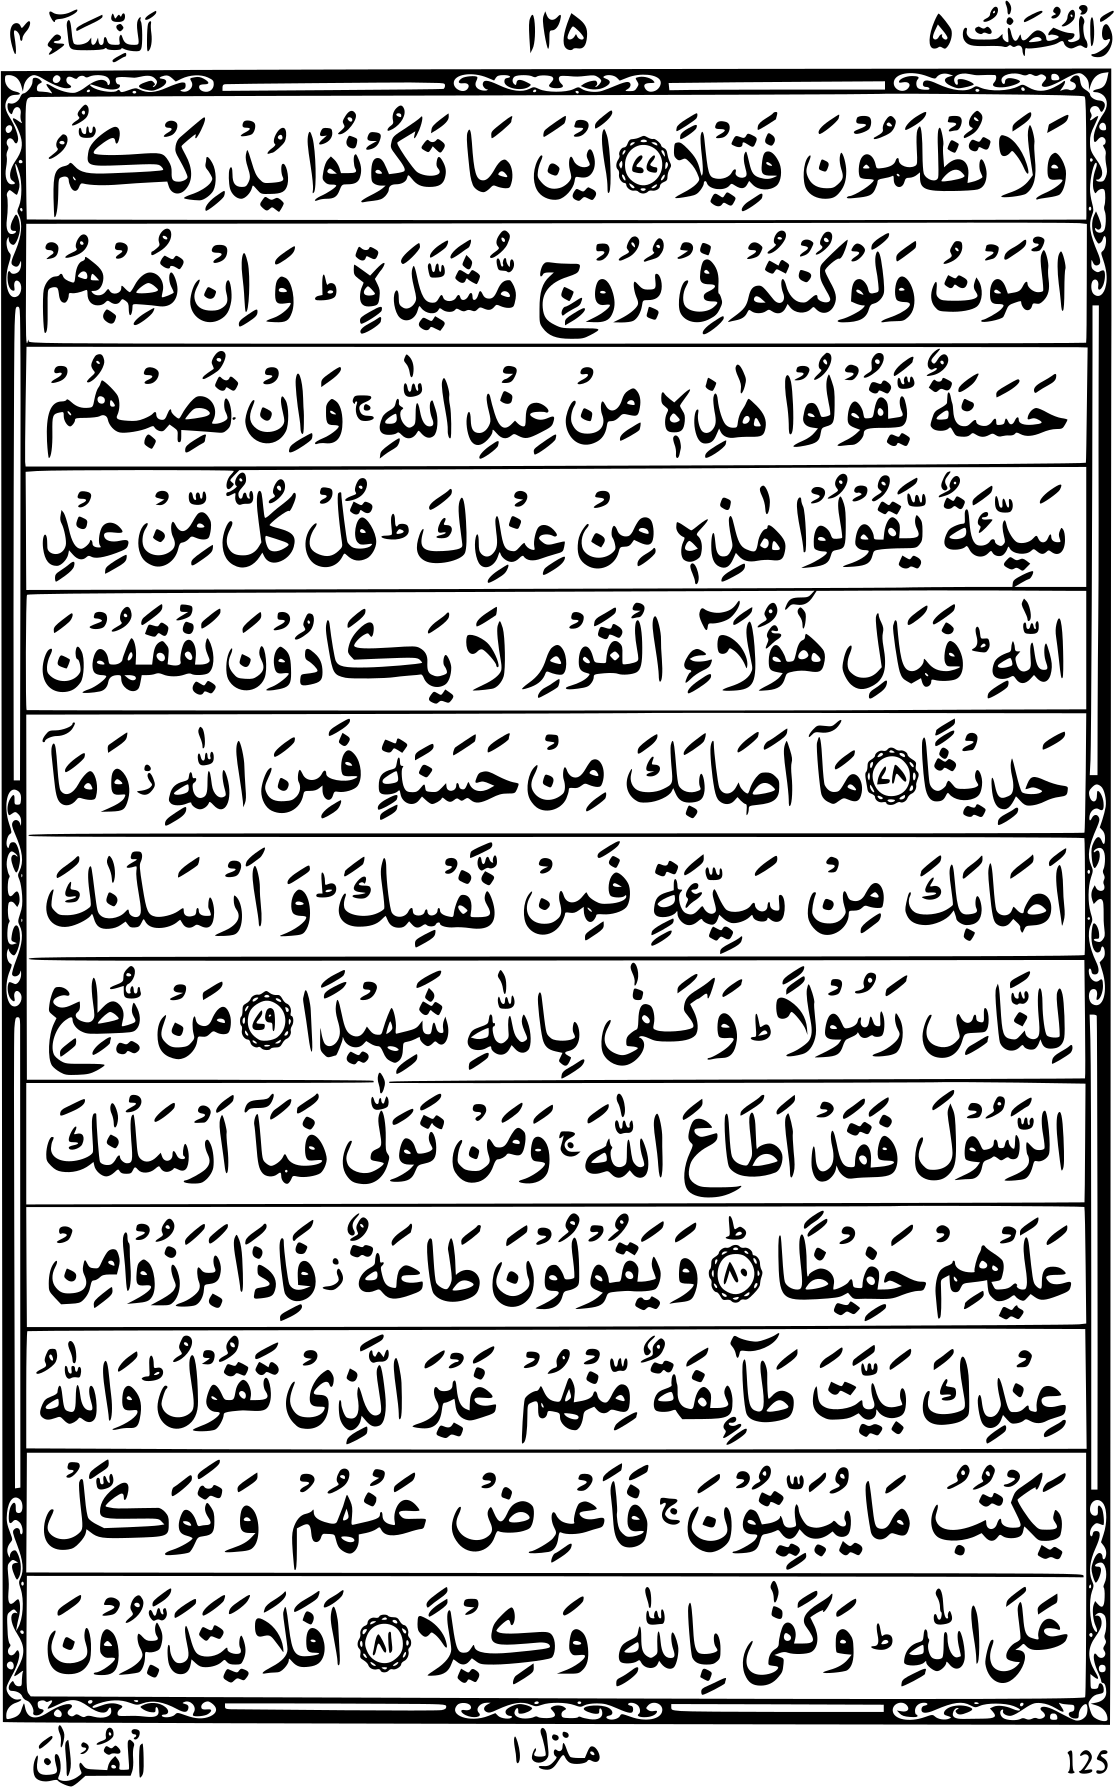 وَالْمُحْصَنٰتُ ۵ ۱۲۵ اَلنِّسَآء ۴
وَلَا تُظْلَمُوْنَ فَتِيْلًا ﴿۷۷﴾ اَيْنَ مَا تَكُوْنُوْا يُدْرِكْكُّمُ
الْمَوْتُ وَلَوْ كُنْتُمْ فِىْ بُرُوْجٍ مُّشَيَّدَةٍ ؕ وَ اِنْ تُصِبْهُمْ
حَسَنَةٌ يَّقُوْلُوْا هٰذِهٖ مِنْ عِنْدِ اللّٰهِ ۚ وَاِنْ تُصِبْهُمْ
سَيِّئَةٌ يَّقُوْلُوْا هٰذِهٖ مِنْ عِنْدِكَ ؕ قُلْ كُلٌّ مِّنْ عِنْدِ
اللّٰهِ ؕ فَمَالِ هٰٓؤُلَآءِ الْقَوْمِ لَا يَكَادُوْنَ يَفْقَهُوْنَ
حَدِيْثًا ﴿۷۸﴾ مَآ اَصَابَكَ مِنْ حَسَنَةٍ فَمِنَ اللّٰهِ ز وَمَآ
اَصَابَكَ مِنْ سَيِّئَةٍ فَمِنْ نَّفْسِكَ ؕ وَ اَرْسَلْنٰكَ
لِلنَّاسِ رَسُوْلًا ؕ وَكَفٰى بِاللّٰهِ شَهِيْدًا ﴿۷۹﴾ مَنْ يُّطِعِ
الرَّسُوْلَ فَقَدْ اَطَاعَ اللّٰهَ ۚ وَمَنْ تَوَلّٰى فَمَآ اَرْسَلْنٰكَ
عَلَيْهِمْ حَفِيْظًا ﴿۸۰﴾ؕ وَ يَقُوْلُوْنَ طَاعَةٌ ز فَاِذَا بَرَزُوْا مِنْ
عِنْدِكَ بَيَّتَ طَآئِفَةٌ مِّنْهُمْ غَيْرَ الَّذِىْ تَقُوْلُ ؕ وَاللّٰهُ
يَكْتُبُ مَا يُبَيِّتُوْنَ ۚ فَاَعْرِضْ عَنْهُمْ وَ تَوَكَّلْ
عَلَى اللّٰهِ ؕ وَكَفٰى بِاللّٰهِ وَكِيْلًا ﴿۸۱﴾ اَفَلَا يَتَدَبَّرُوْنَ
الْقُرْاٰنَ
منزل ۱
125